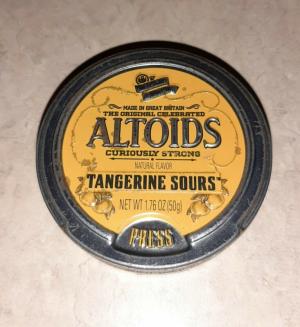 MADE IN GREAT BRITAIN
THE ORIGINAL CELEBRATED
ALTOIDS
CURIOUSLY STRONG
NATURAL FLAVOR
TANGERINE SOURS™
NET WT 1.76 OZ (50g)
PRESS